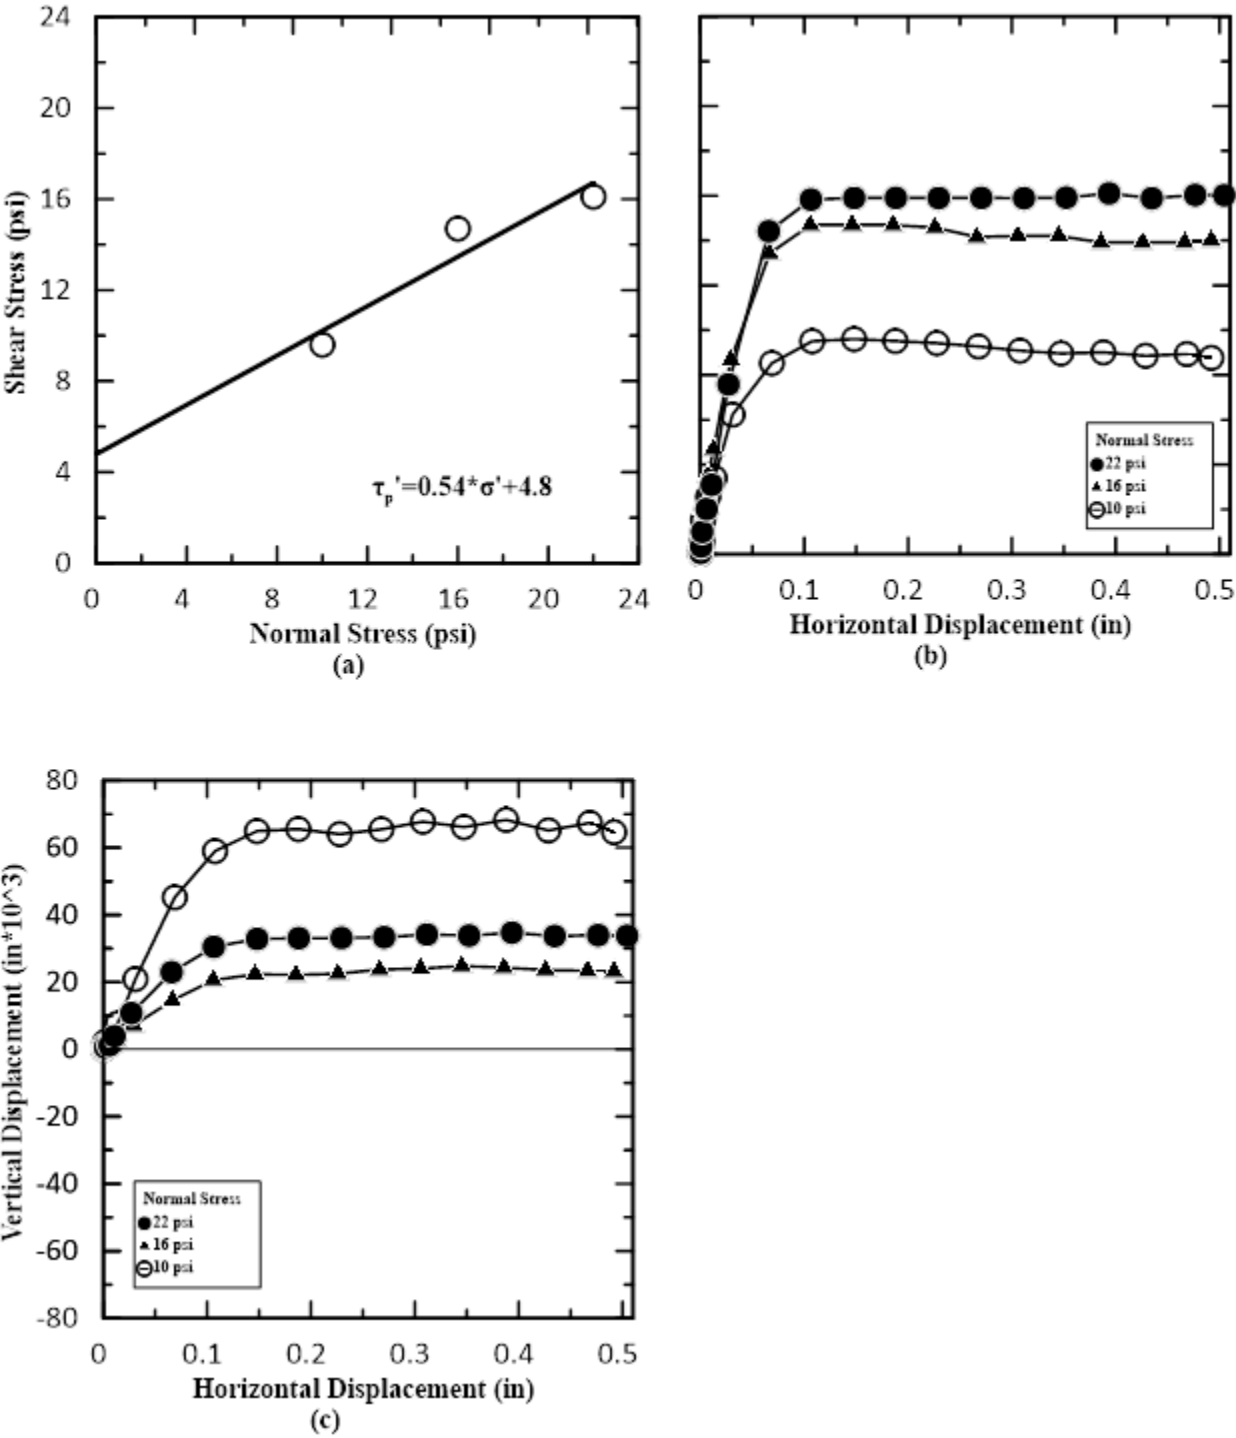 24
20
16
12
8
4
0
Shear Stress (psi)
τp'=0.54*σ'+4.8
0 4 8 12 16 20 24
Normal Stress (psi)
(a)
Normal Stress
22 psi
16 psi
10 psi
0 0.1 0.2 0.3 0.4 0.5
Horizontal Displacement (in)
(b)
80
60
40
20
0
-20
-40
-60
-80
Vertical Displacement (in*10^3)
Normal Stress
22 psi
16 psi
10 psi
0 0.1 0.2 0.3 0.4 0.5
Horizontal Displacement (in)
(c)